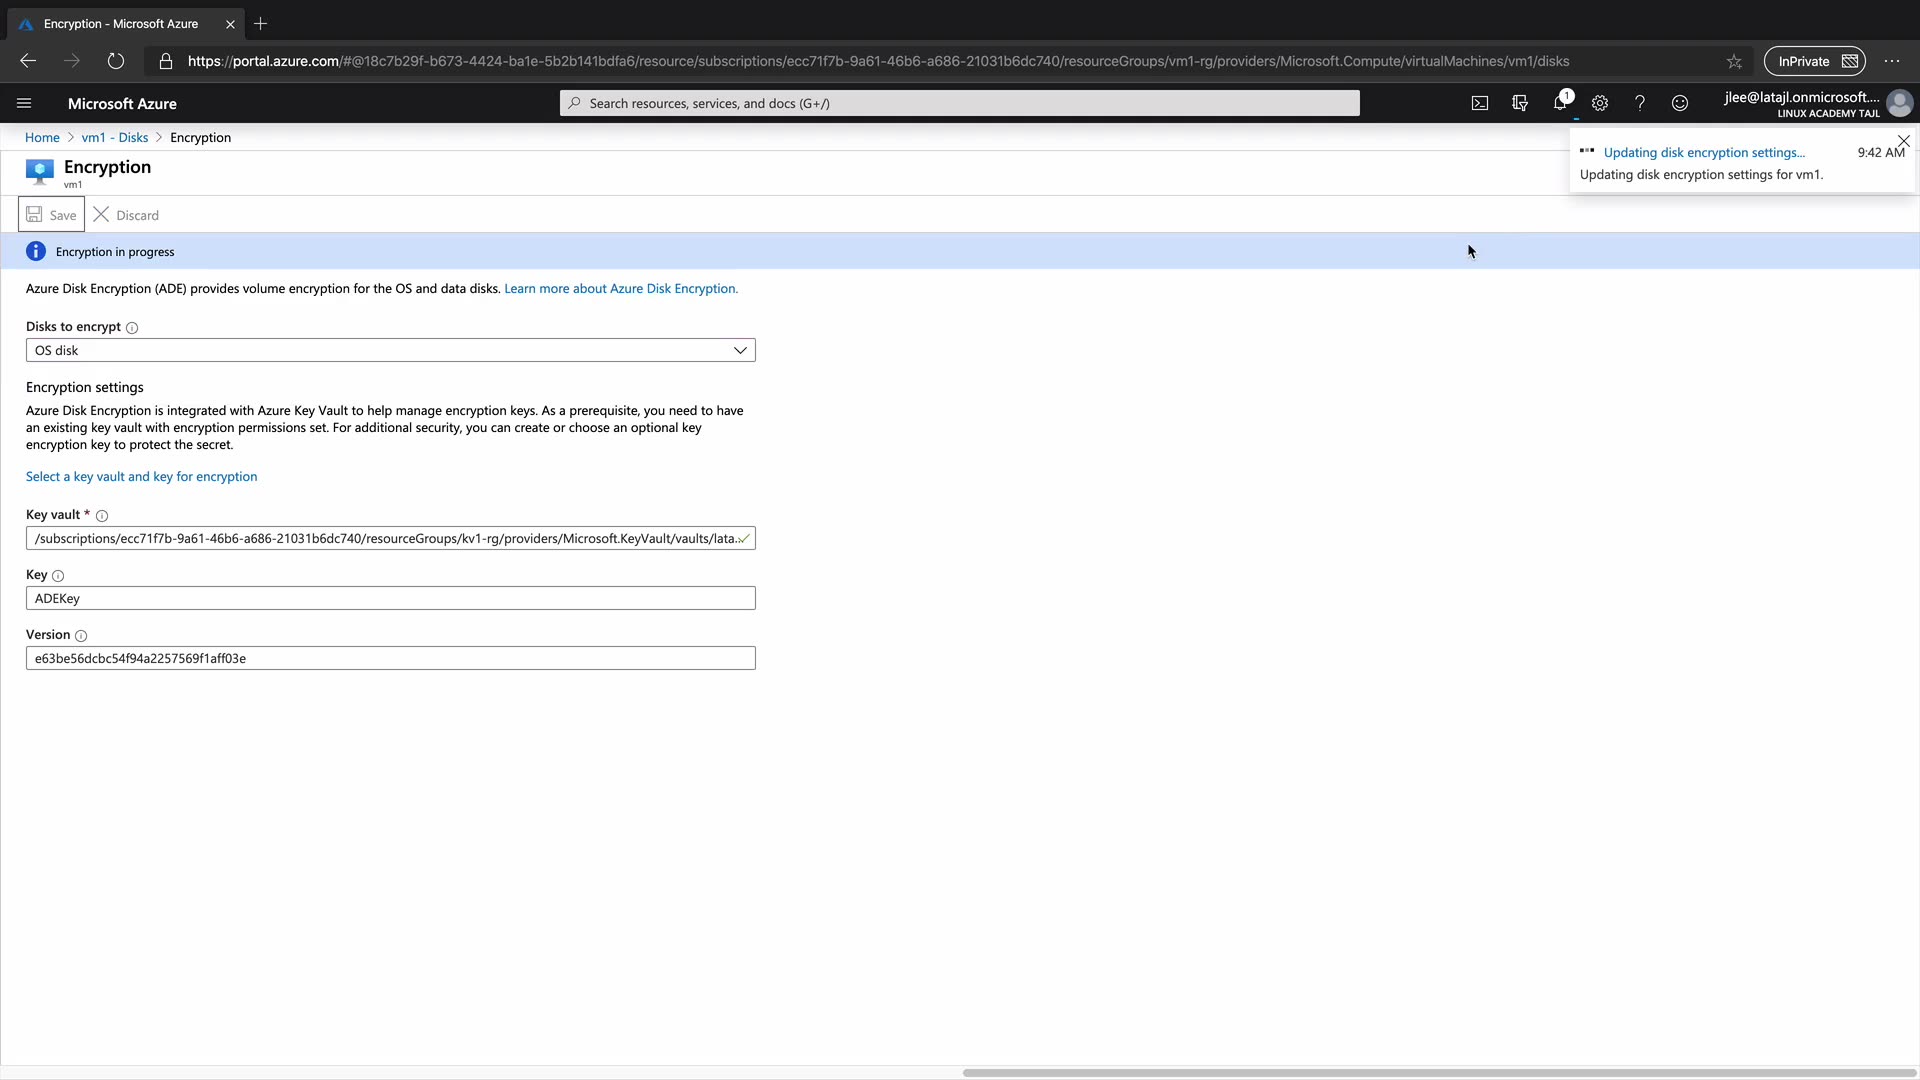 Encryption - Microsoft Azure
https://portal.azure.com/#@18c7b29f-b673-4424-ba1e-5b2b141bdfa6/resource/subscriptions/ecc71f7b-9a61-46b6-a686-21031b6dc740/resourceGroups/vm1-rg/providers/Microsoft.Compute/virtualMachines/vm1/disks
InPrivate
Microsoft Azure
Search resources, services, and docs (G+/)
1
jlee@latajl.onmicrosoft....
LINUX ACADEMY TAJL
Home > vm1 - Disks > Encryption
Encryption
vm1
Updating disk encryption settings...
9:42 AM
Updating disk encryption settings for vm1.
Save
Discard
Encryption in progress
Azure Disk Encryption (ADE) provides volume encryption for the OS and data disks. Learn more about Azure Disk Encryption.
Disks to encrypt
OS disk
Encryption settings
Azure Disk Encryption is integrated with Azure Key Vault to help manage encryption keys. As a prerequisite, you need to have
an existing key vault with encryption permissions set. For additional security, you can create or choose an optional key
encryption key to protect the secret.
Select a key vault and key for encryption
Key vault *
/subscriptions/ecc71f7b-9a61-46b6-a686-21031b6dc740/resourceGroups/kv1-rg/providers/Microsoft.KeyVault/vaults/lata...
Key
ADEKey
Version
e63be56dcbc54f94a2257569f1aff03e